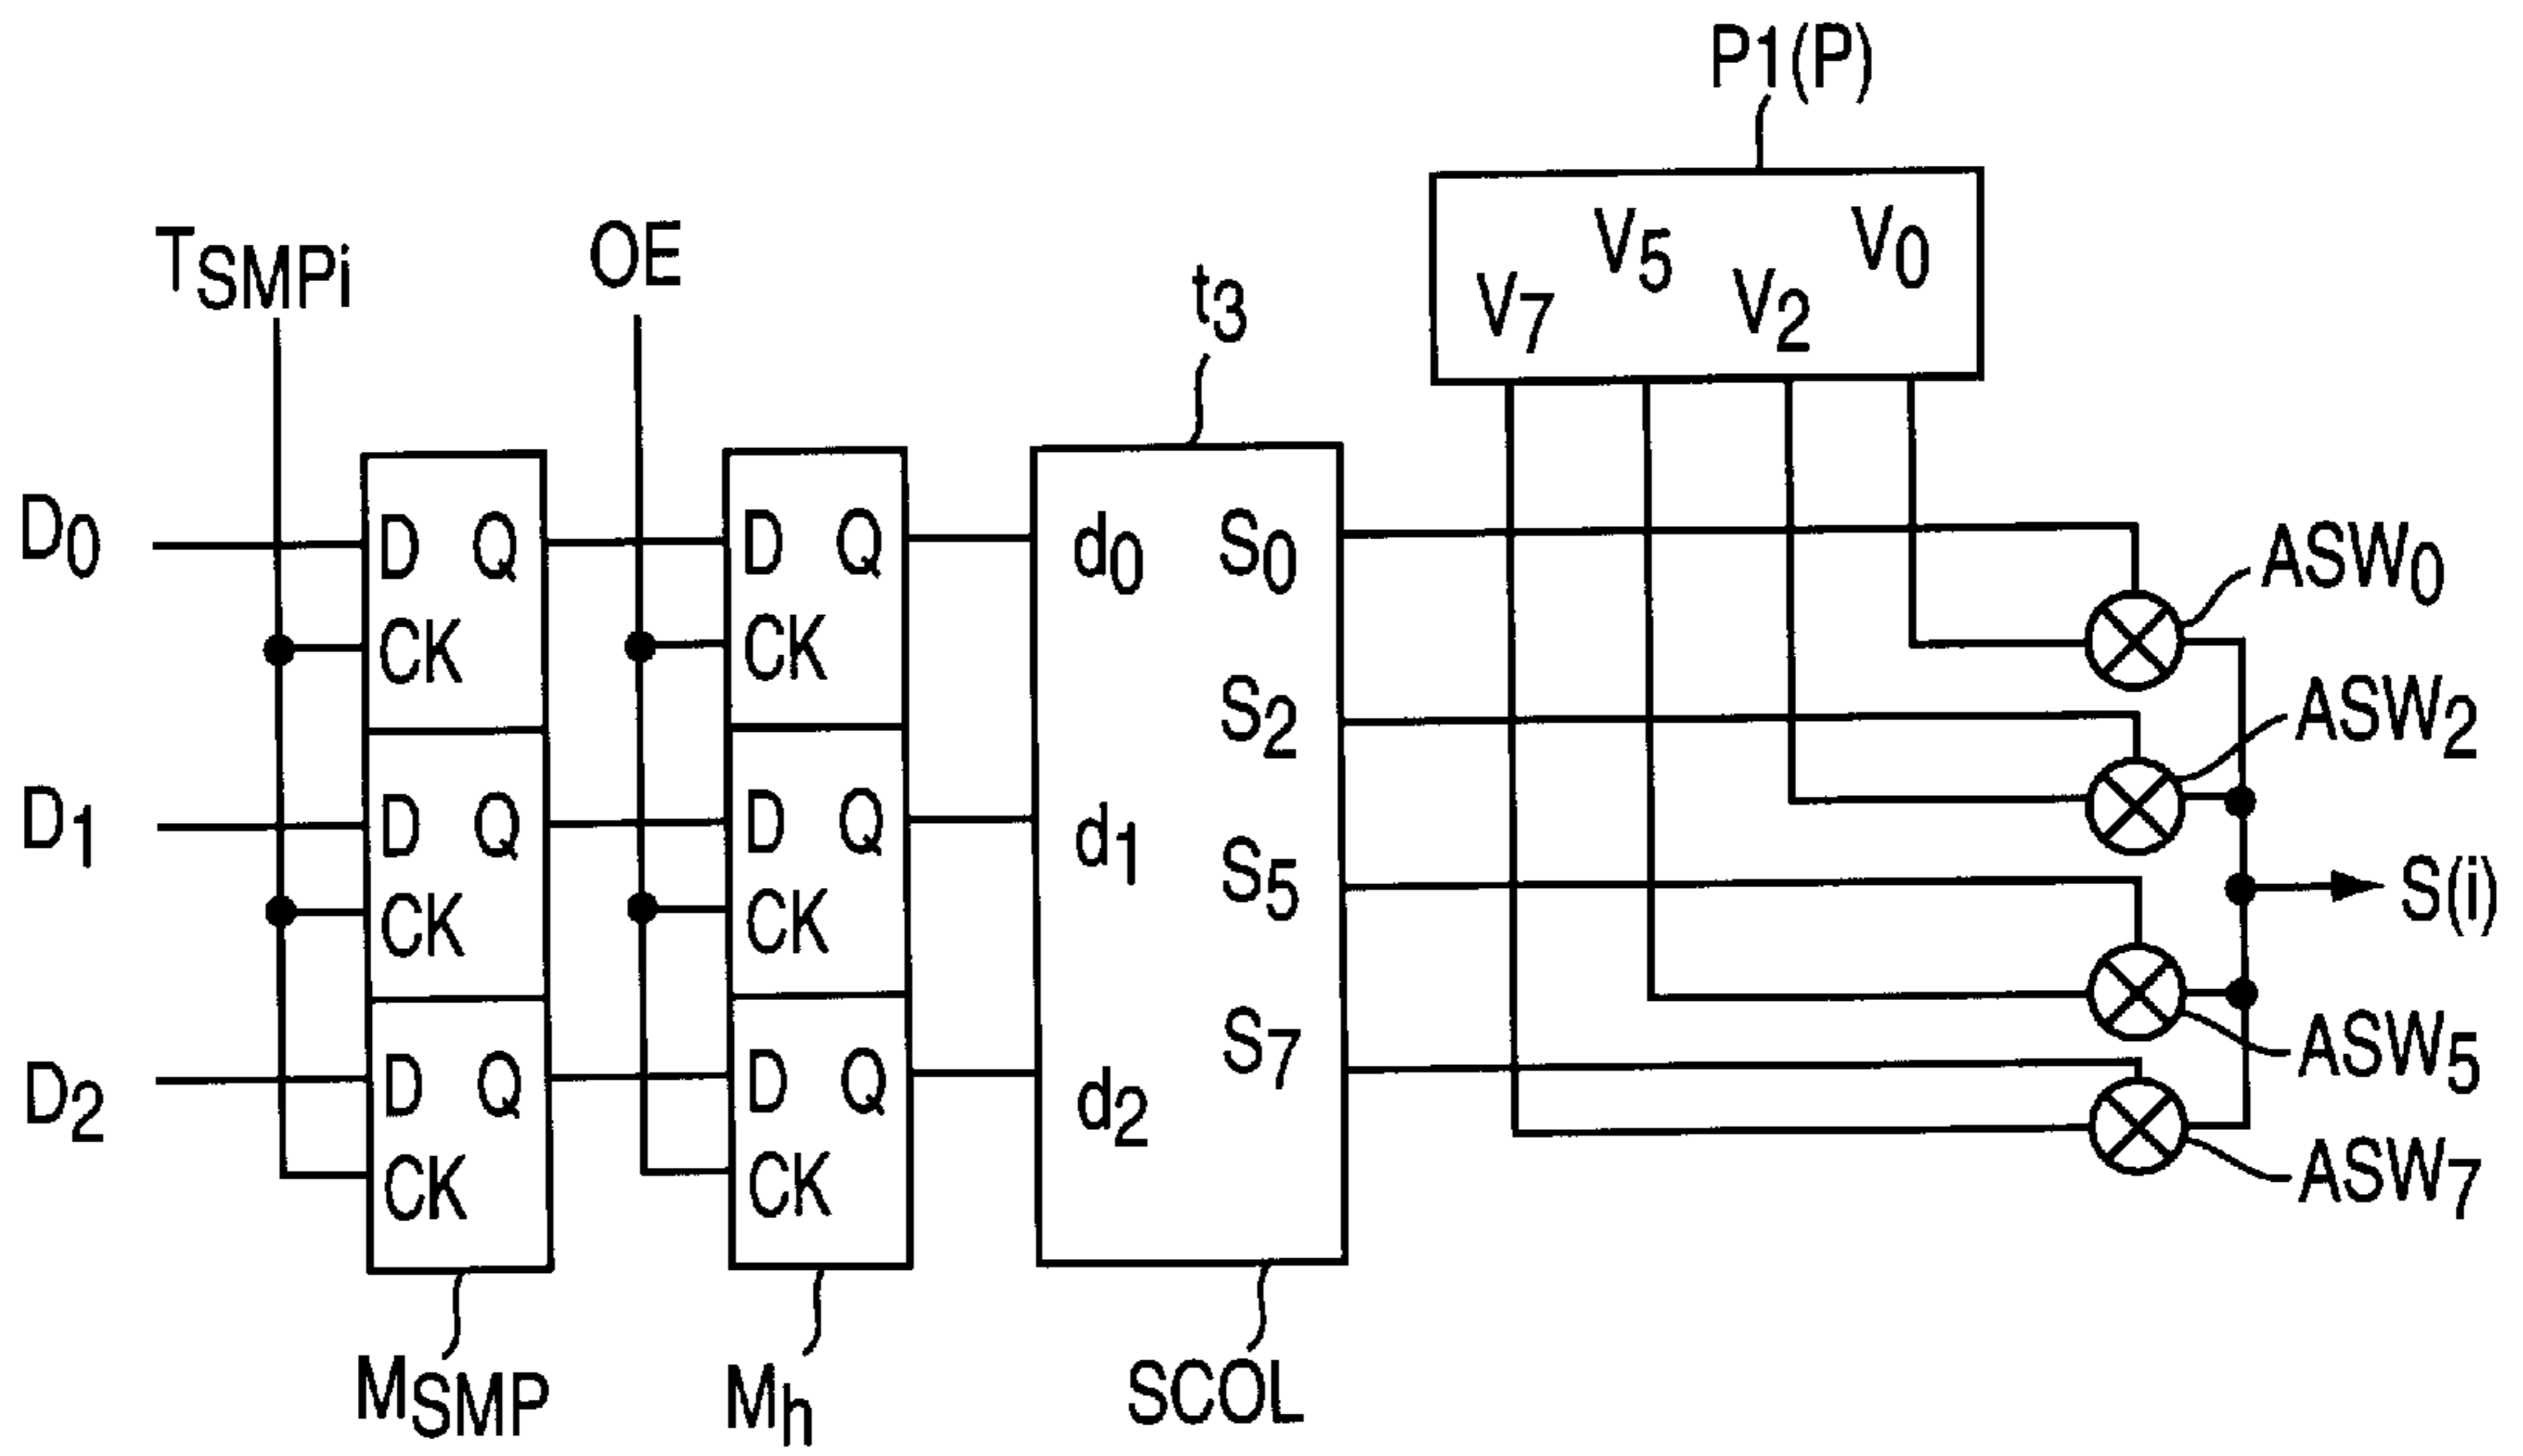 P1(P)
V7 V5 V2 V0
TSMPi
OE
t3
D0
D1
D2
D Q
CK
D Q
CK
D Q
CK
D Q
CK
D Q
CK
D Q
CK
d0
d1
d2
S0
S2
S5
S7
ASW0
ASW2
S(i)
ASW5
ASW7
MSMP
Mh
SCOL